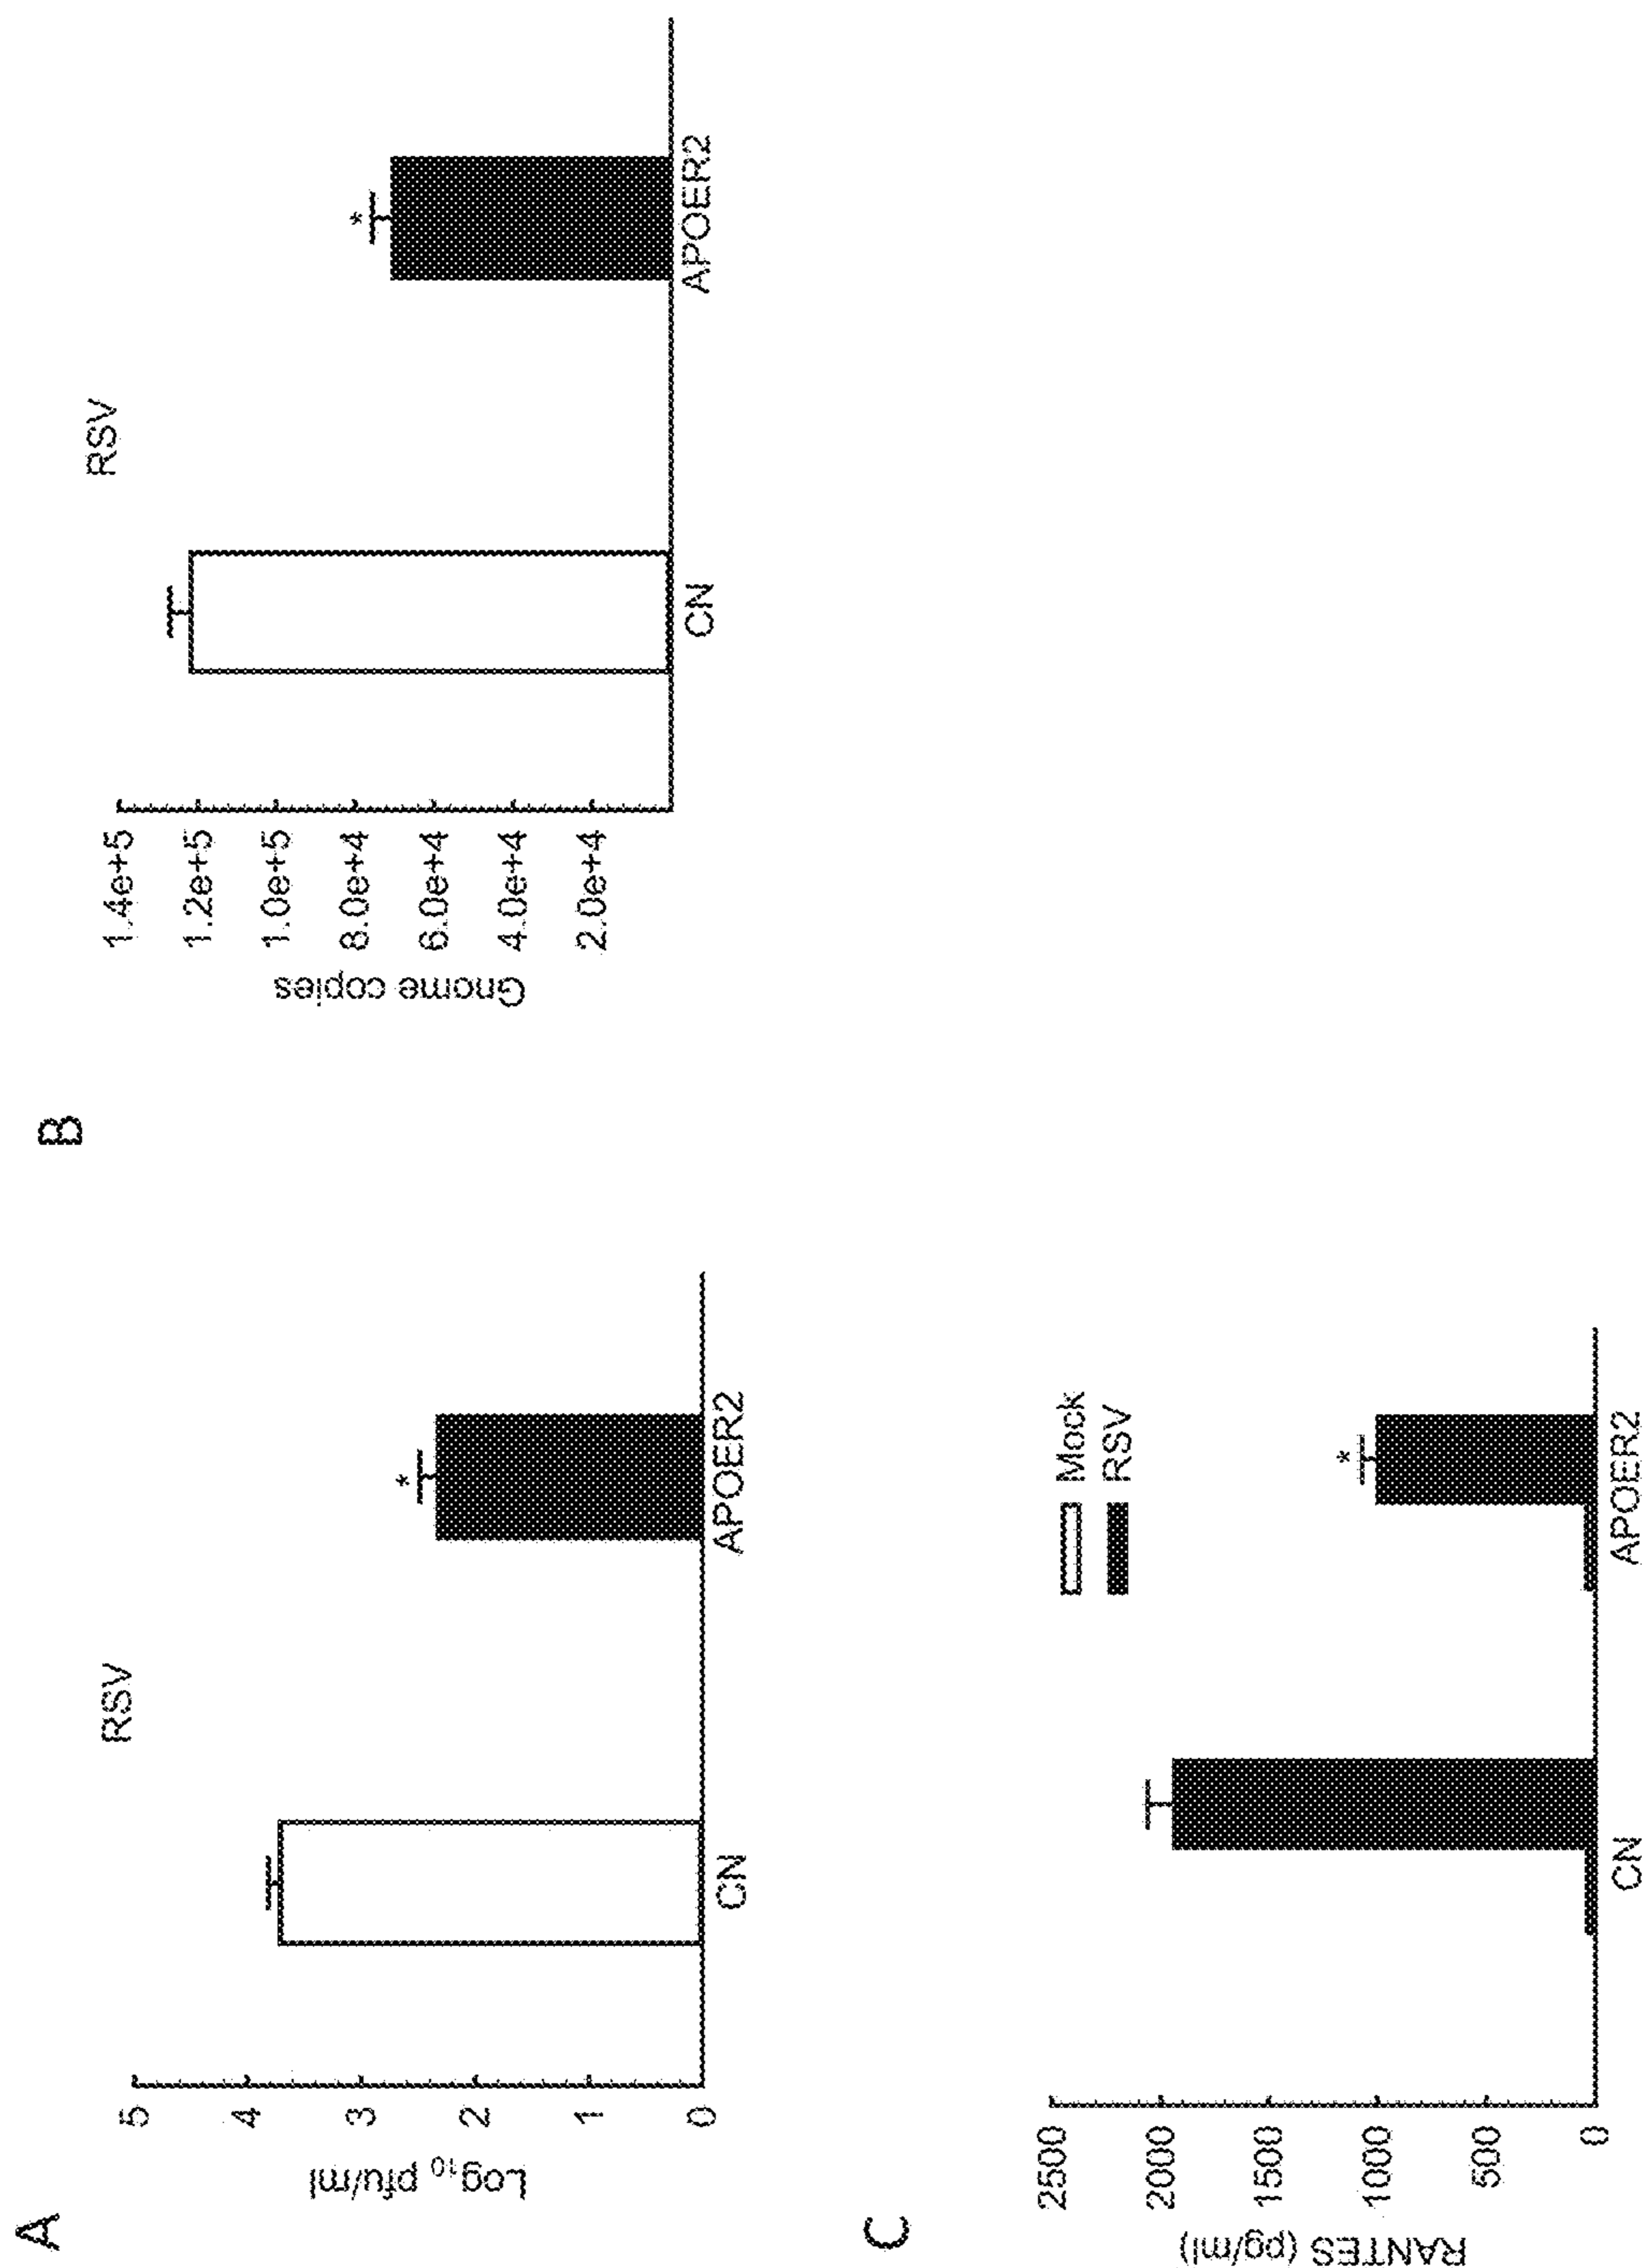 A
RSV
Log10 pfu/ml
5
4
3
2
1
0
CN
APOER2
*
B
RSV
Gnome copies
1.4e+5
1.2e+5
1.0e+5
8.0e+4
6.0e+4
4.0e+4
2.0e+4
CN
APOER2
*
C
RANTES (pg/ml)
2500
2000
1500
1000
500
0
Mock
RSV
CN
APOER2
*